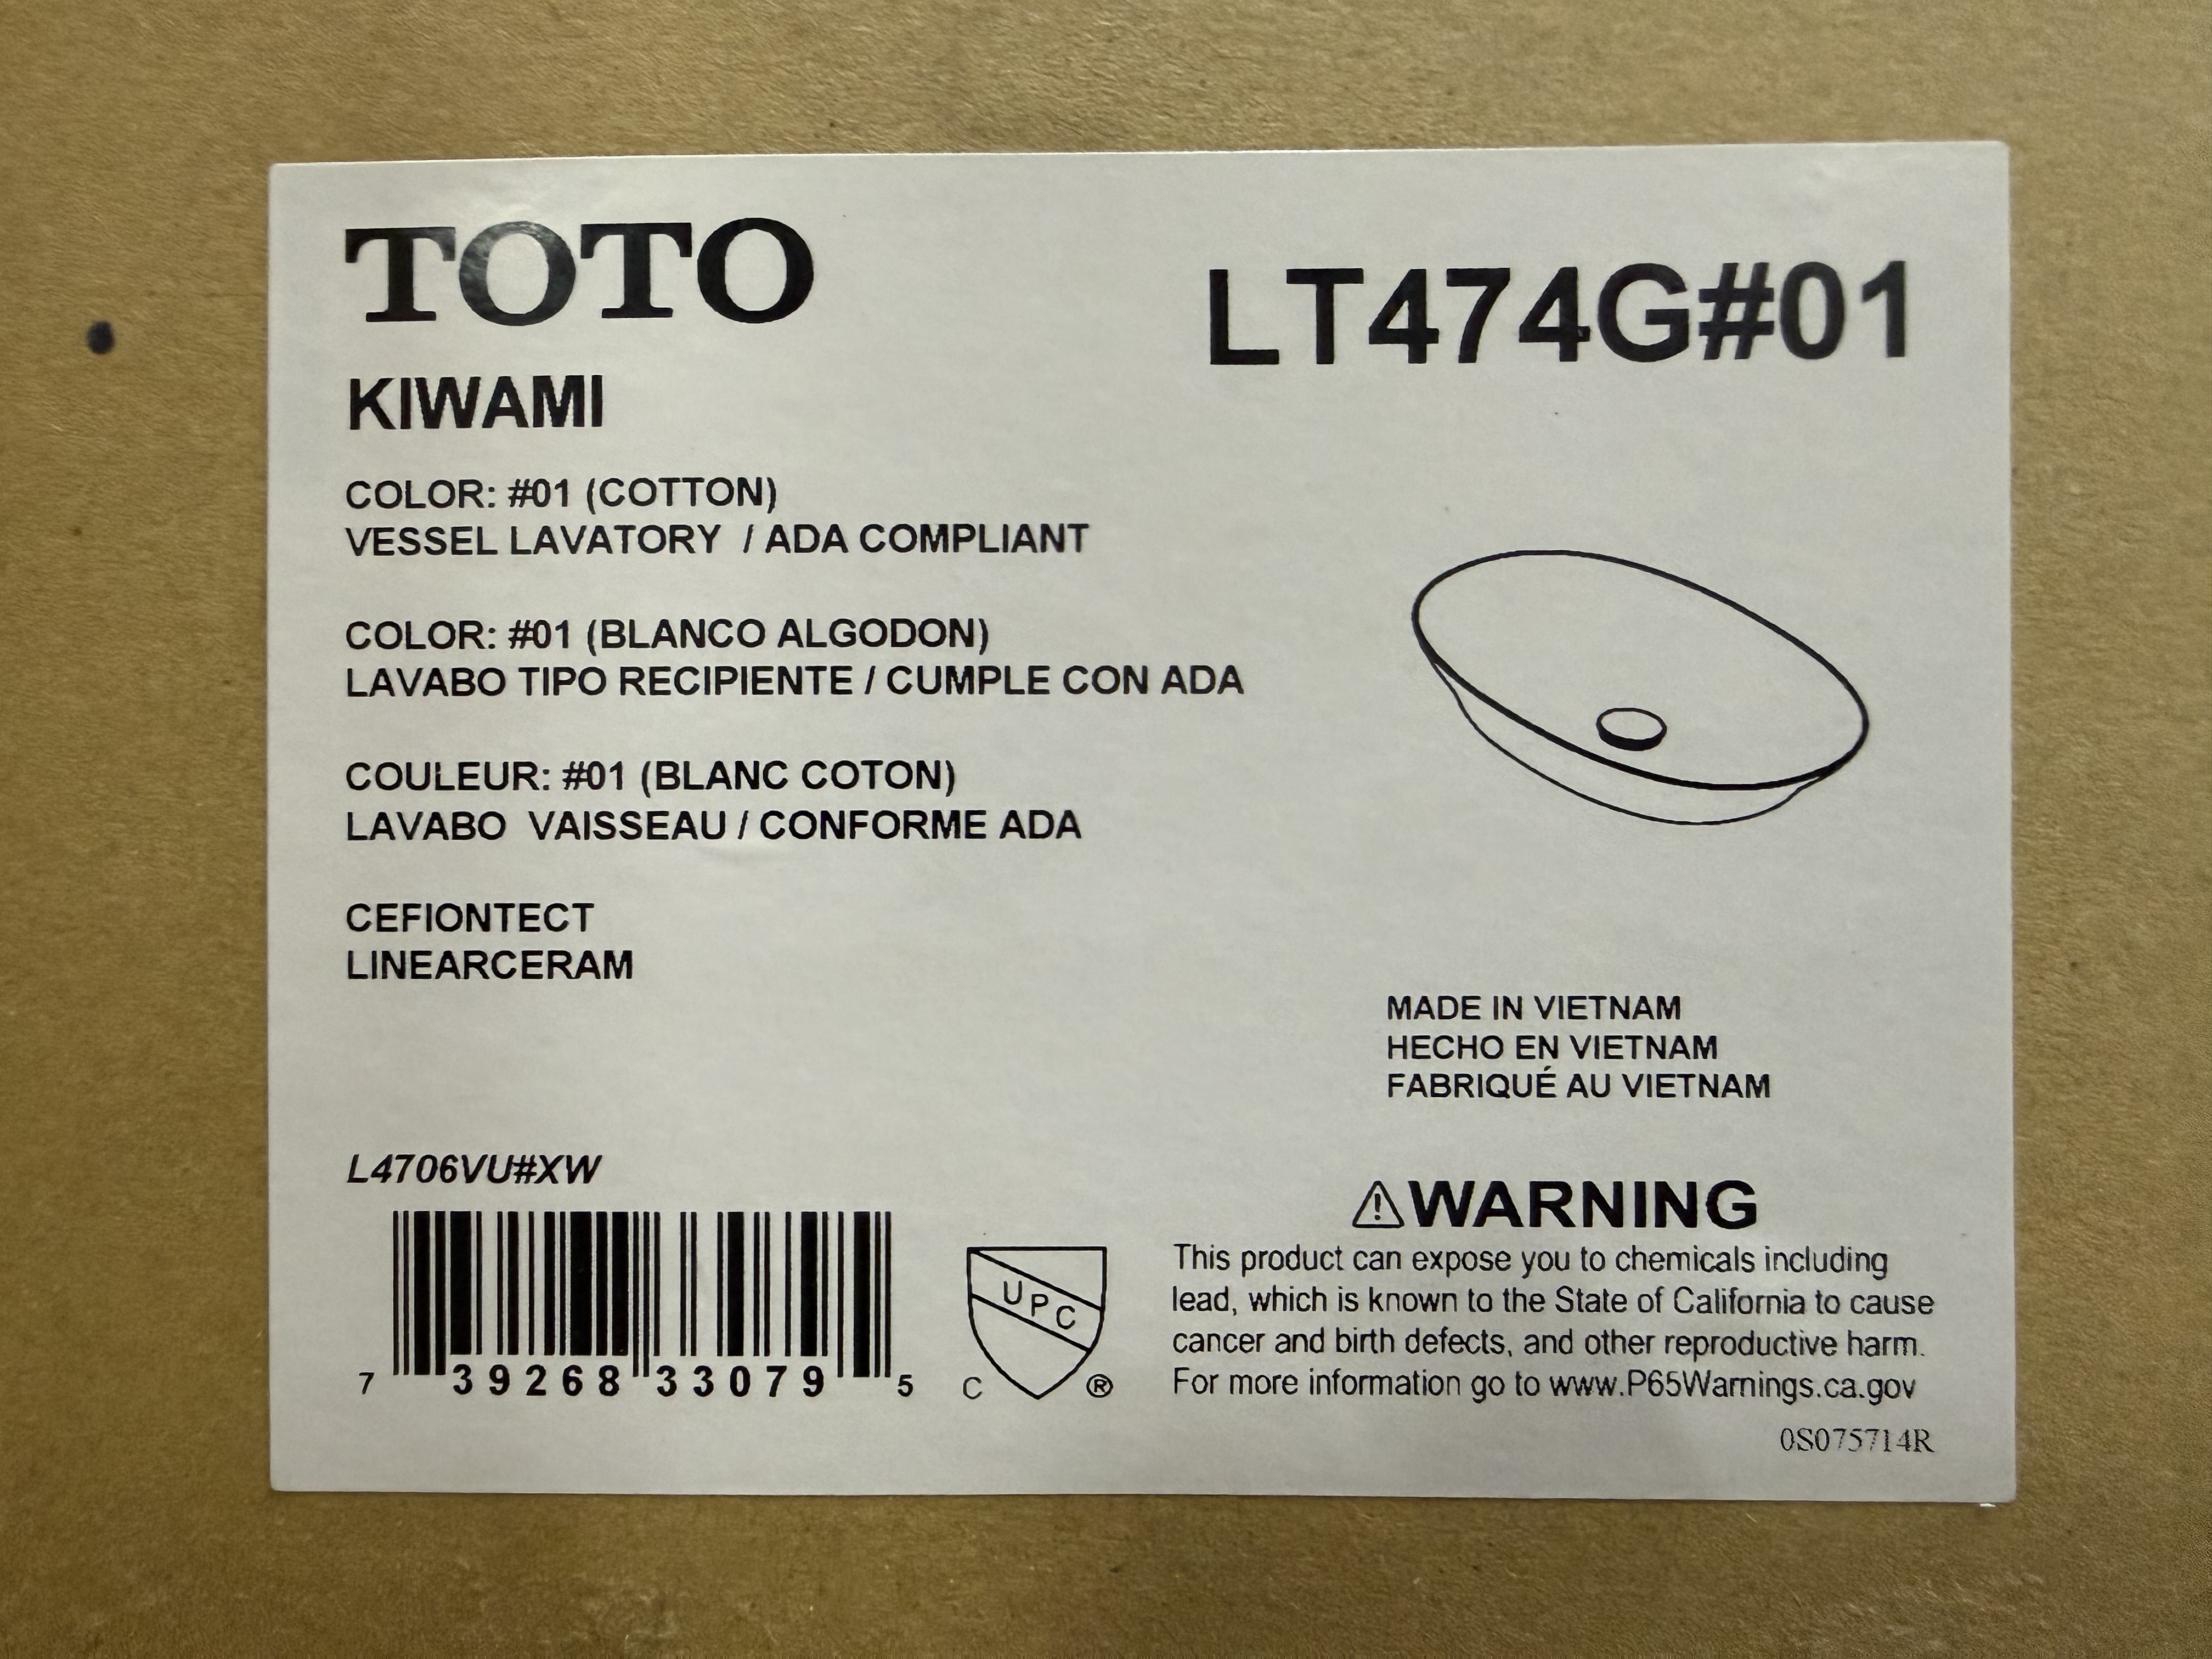 TOTO
LT474G#01
KIWAMI
COLOR: #01 (COTTON)
VESSEL LAVATORY / ADA COMPLIANT
COLOR: #01 (BLANCO ALGODON)
LAVABO TIPO RECIPIENTE / CUMPLE CON ADA
COULEUR: #01 (BLANC COTON)
LAVABO VAISSEAU / CONFORME ADA
CEFIONTECT
LINEARCERAM
MADE IN VIETNAM
HECHO EN VIETNAM
FABRIQUÉ AU VIETNAM
L4706VU#XW
7 39268 33079 5
UPC
C ®
⚠WARNING
This product can expose you to chemicals including
lead, which is known to the State of California to cause
cancer and birth defects, and other reproductive harm.
For more information go to www.P65Warnings.ca.gov
0S075714R